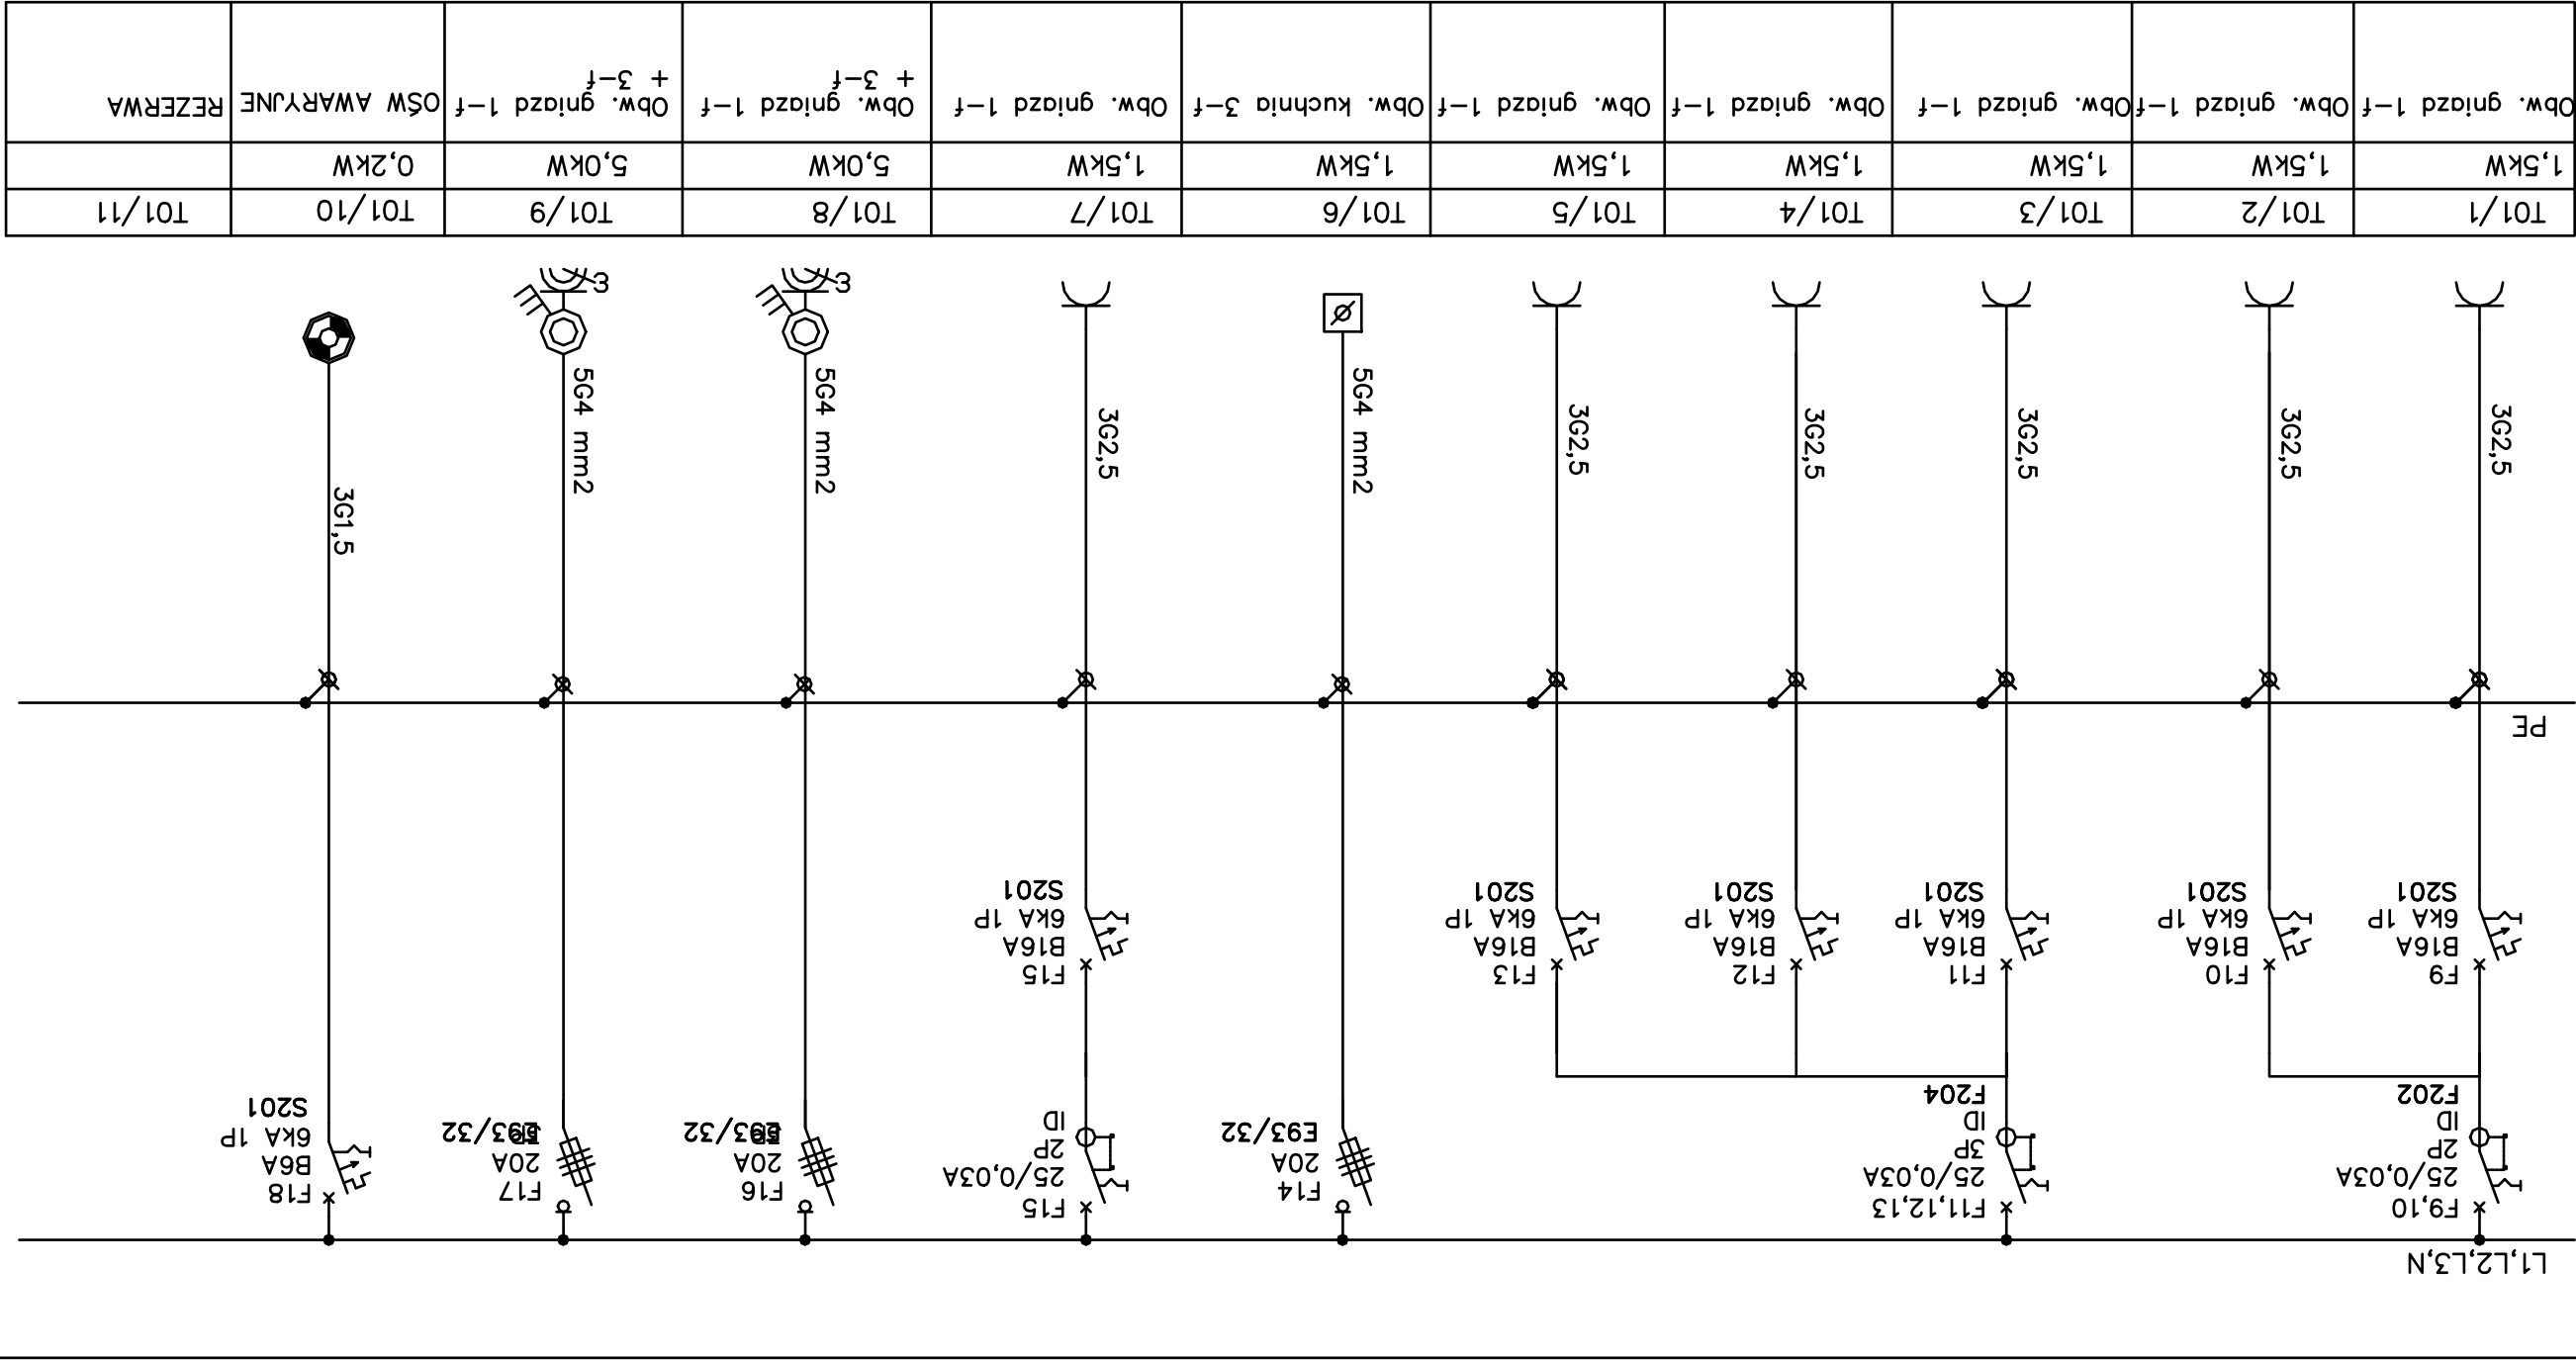 L1,L2,L3,N
F9,10
25/0,03A
2P
ID
F202
F11,12,13
25/0,03A
3P
ID
F204
F14
20A
E93/32
F15
25/0,03A
2P
ID
F16
20A
E93/32
F17
20A
E93/32
F18
B6A
6kA 1P
S201
F9
B16A
6kA 1P
S201
F10
B16A
6kA 1P
S201
F11
B16A
6kA 1P
S201
F12
B16A
6kA 1P
S201
F13
B16A
6kA 1P
S201
F15
B16A
6kA 1P
S201
PE
3G2,5
3G2,5
3G2,5
3G2,5
3G2,5
5G4 mm2
3G2,5
5G4 mm2
5G4 mm2
3G1,5
3
3
T01/1
T01/2
T01/3
T01/4
T01/5
T01/6
T01/7
T01/8
T01/9
T01/10
T01/11
1,5kW
1,5kW
1,5kW
1,5kW
1,5kW
1,5kW
1,5kW
5,0kW
5,0kW
0,2kW
Obw. gniazd 1-f
Obw. gniazd 1-f
Obw. gniazd 1-f
Obw. gniazd 1-f
Obw. gniazd 1-f
Obw. kuchnia 3-f
Obw. gniazd 1-f
Obw. gniazd 1-f
+ 3-f
Obw. gniazd 1-f
+ 3-f
OŚW AWARYJNE
REZERWA